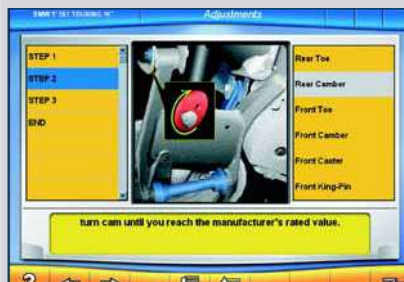 Adjustments
STEP 1
STEP 2
STEP 3
END
Rear Toe
Rear Camber
Front Toe
Front Camber
Front Caster
Front King-Pin
turn cam until you reach the manufacturer's rated value.
?